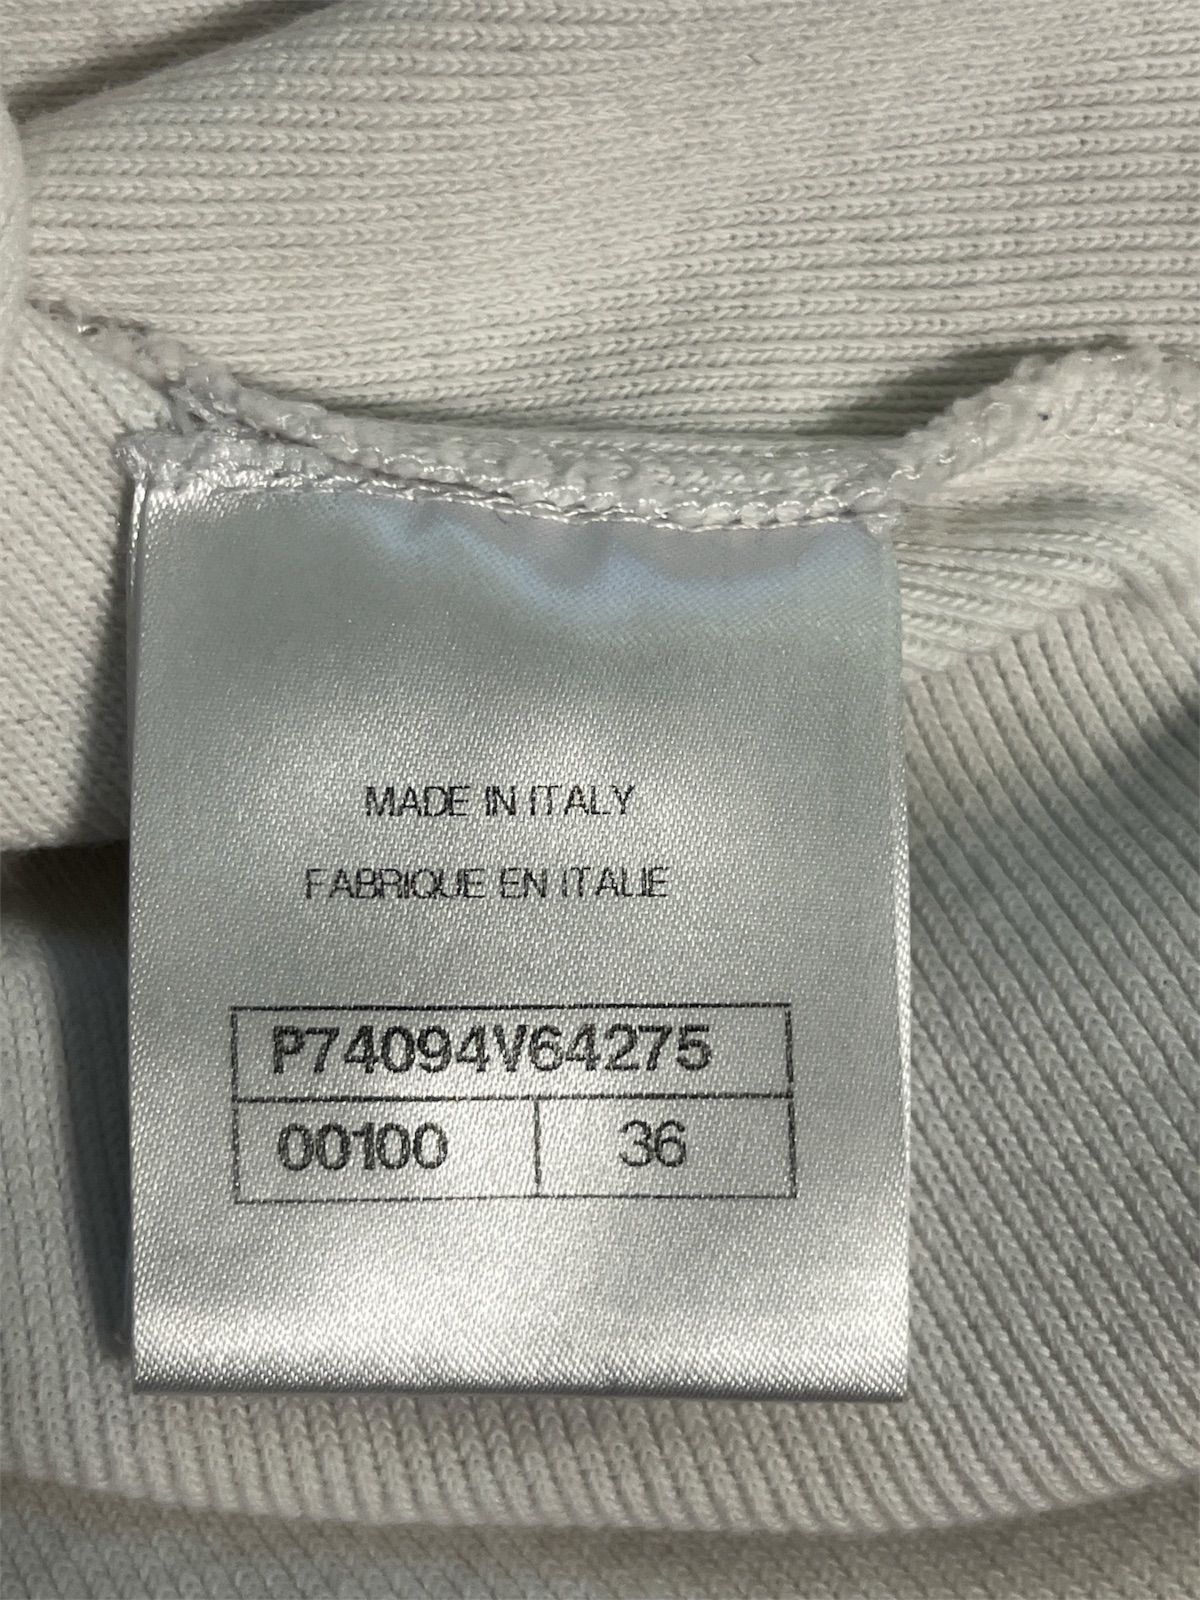 MADE IN ITALY
FABRIQUE EN ITALIE
P74094V64275
00100 36